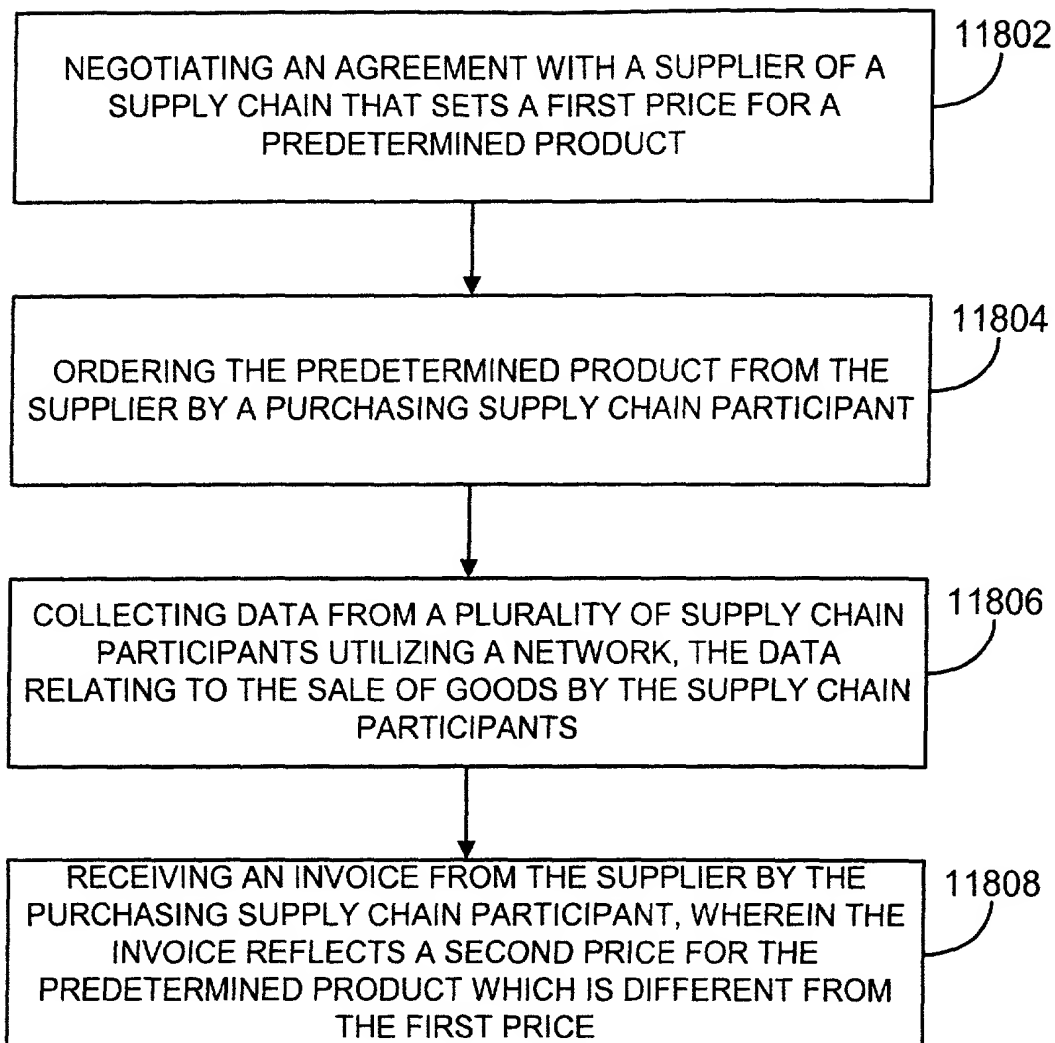 11802
NEGOTIATING AN AGREEMENT WITH A SUPPLIER OF A
SUPPLY CHAIN THAT SETS A FIRST PRICE FOR A
PREDETERMINED PRODUCT
11804
ORDERING THE PREDETERMINED PRODUCT FROM THE
SUPPLIER BY A PURCHASING SUPPLY CHAIN PARTICIPANT
11806
COLLECTING DATA FROM A PLURALITY OF SUPPLY CHAIN
PARTICIPANTS UTILIZING A NETWORK, THE DATA
RELATING TO THE SALE OF GOODS BY THE SUPPLY CHAIN
PARTICIPANTS
11808
RECEIVING AN INVOICE FROM THE SUPPLIER BY THE
PURCHASING SUPPLY CHAIN PARTICIPANT, WHEREIN THE
INVOICE REFLECTS A SECOND PRICE FOR THE
PREDETERMINED PRODUCT WHICH IS DIFFERENT FROM
THE FIRST PRICE